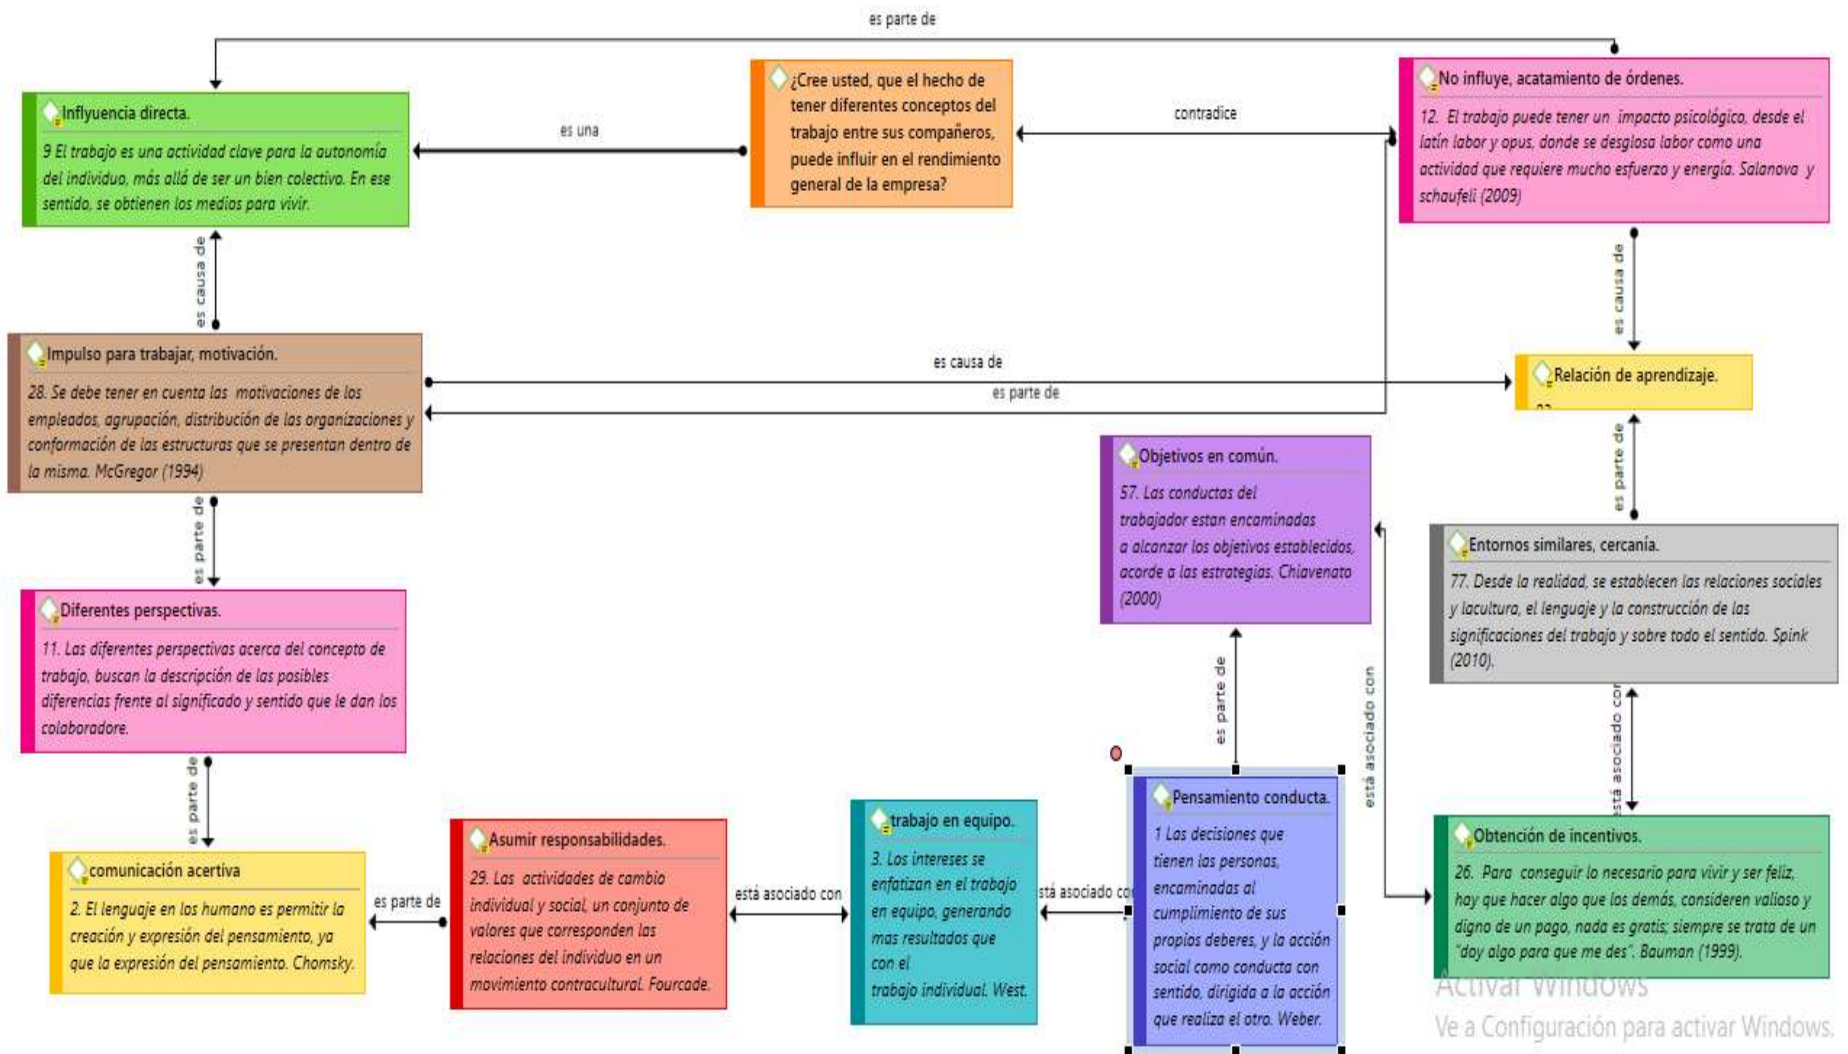 es parte de
Inflyuencia directa.
9 El trabajo es una actividad clave para la autonomía
del individuo, más allá de ser un bien colectivo. En ese
sentido, se obtienen los medios para vivir.
es una
¿Cree usted, que el hecho de
tener diferentes conceptos del
trabajo entre sus compañeros,
puede influir en el rendimiento
general de la empresa?
contradice
No influye, acatamiento de órdenes.
12. El trabajo puede tener un impacto psicológico, desde el
latín labor y opus, donde se desglosa labor como una
actividad que requiere mucho esfuerzo y energía. Salanova y
schaufeli (2009)
es causa de
es causa de
Impulso para trabajar, motivación.
28. Se debe tener en cuenta las motivaciones de los
empleados, agrupación, distribución de las organizaciones y
conformación de las estructuras que se presentan dentro de
la misma. McGregor (1994)
es causa de
es parte de
Relación de aprendizaje.
es parte de
es parte de
Objetivos en común.
57. Las conductas del
trabajador estan encaminadas
a alcanzar los objetivos establecidos,
acorde a las estrategias. Chiavenato
(2000)
Entornos similares, cercanía.
77. Desde la realidad, se establecen las relaciones sociales
y lacultura, el lenguaje y la construcción de las
significaciones del trabajo y sobre todo el sentido. Spink
(2010).
Diferentes perspectivas.
11. Las diferentes perspectivas acerca del concepto de
trabajo, buscan la descripción de las posibles
diferencias frente al significado y sentido que le dan los
colaboradore.
es parte de
está asociado con
stá asociado con
es parte de
comunicación acertiva
2. El lenguaje en los humano es permitir la
creación y expresión del pensamiento, ya
que la expresión del pensamiento. Chomsky.
es parte de
Asumir responsabilidades.
29. Las actividades de cambio
individual y social, un conjunto de
valores que corresponden las
relaciones del individuo en un
movimiento contracultural. Fourcade.
está asociado con
trabajo en equipo.
3. Los intereses se
enfatizan en el trabajo
en equipo, generando
mas resultados que
con el
trabajo individual. West.
stá asociado co
Pensamiento conducta.
1 Las decisiones que
tienen las personas,
encaminadas al
cumplimiento de sus
propios deberes, y la acción
social como conducta con
sentido, dirigida a la acción
que realiza el otro. Weber.
Obtención de incentivos.
26. Para conseguir lo necesario para vivir y ser feliz,
hay que hacer algo que los demás, consideren valioso y
digno de un pago, nada es gratis; siempre se trata de un
"doy algo para que me des". Bauman (1999).
Activar Windows
Ve a Configuración para activar Windows.